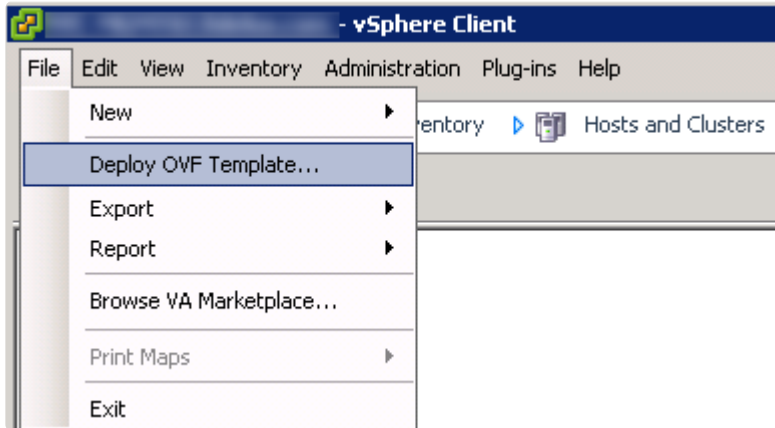 - vSphere Client
File Edit View Inventory Administration Plug-ins Help
New
entory Hosts and Clusters
Deploy OVF Template...
Export
Report
Browse VA Marketplace...
Print Maps
Exit